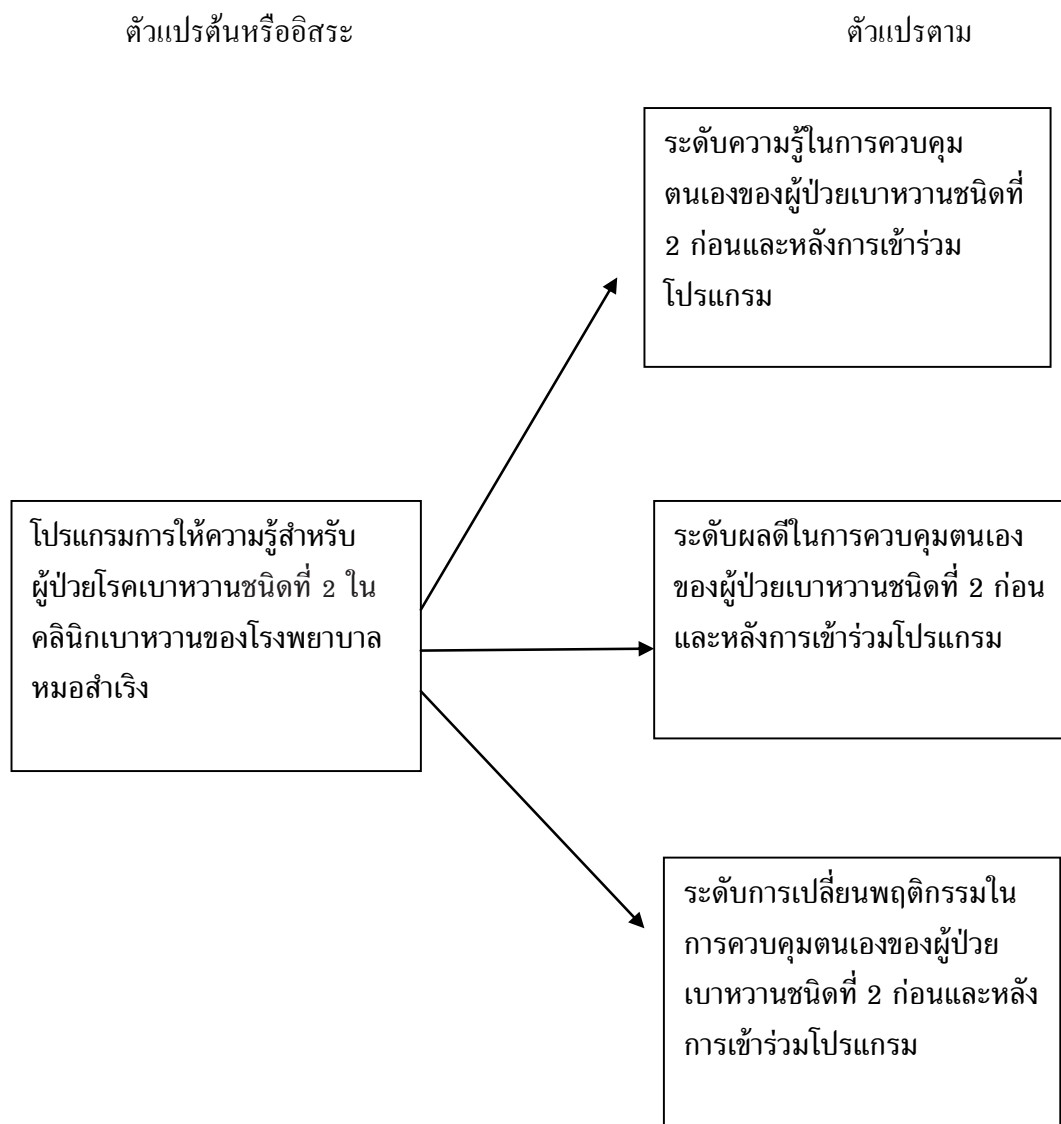 ตัวแปรต้นหรืออิสระ
ตัวแปรตาม
ระดับความรู้ในการควบคุม
ตนเองของผู้ป่วยเบาหวานชนิดที่
2 ก่อนและหลังการเข้าร่วม
โปรแกรม
โปรแกรมการให้ความรู้สำหรับ
ผู้ป่วยโรคเบาหวานชนิดที่ 2 ใน
คลินิกเบาหวานของโรงพยาบาล
หมอสำเริง
ระดับผลดีในการควบคุมตนเอง
ของผู้ป่วยเบาหวานชนิดที่ 2 ก่อน
และหลังการเข้าร่วมโปรแกรม
ระดับการเปลี่ยนพฤติกรรมใน
การควบคุมตนเองของผู้ป่วย
เบาหวานชนิดที่ 2 ก่อนและหลัง
การเข้าร่วมโปรแกรม